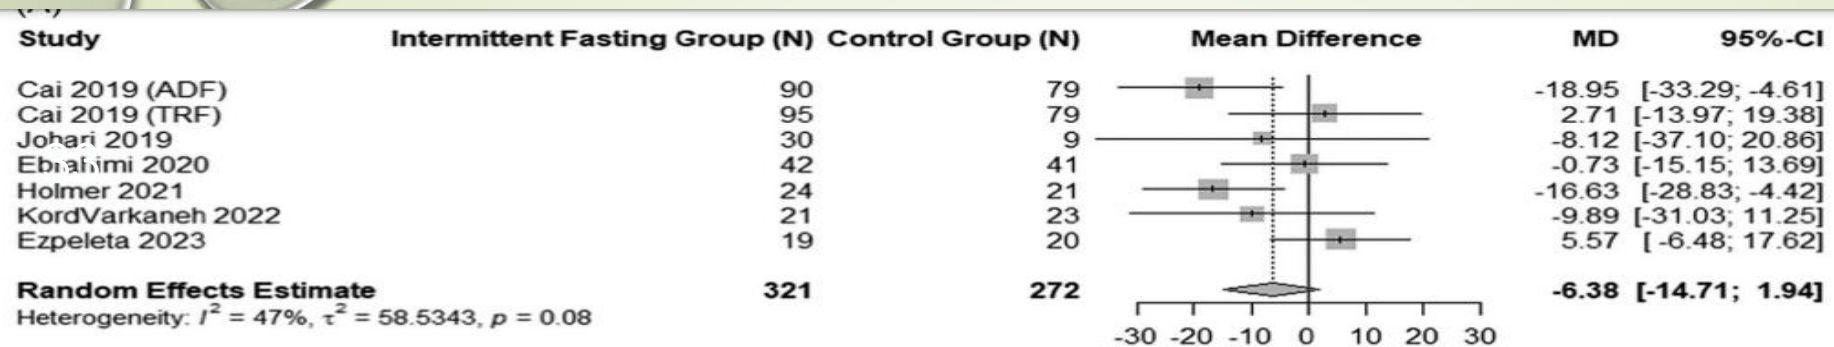 (A)
Study Intermittent Fasting Group (N) Control Group (N) Mean Difference MD 95%-CI
Cai 2019 (ADF) 90 79 -18.95 [-33.29; -4.61]
Cai 2019 (TRF) 95 79 2.71 [-13.97; 19.38]
Johari 2019 30 9 -8.12 [-37.10; 20.86]
Ebrahimi 2020 42 41 -0.73 [-15.15; 13.69]
Holmer 2021 24 21 -16.63 [-28.83; -4.42]
KordVarkaneh 2022 21 23 -9.89 [-31.03; 11.25]
Ezpeleta 2023 19 20 5.57 [ -6.48; 17.62]
Random Effects Estimate 321 272 -6.38 [-14.71; 1.94]
Heterogeneity: I² = 47%, τ² = 58.5343, p = 0.08
-30 -20 -10 0 10 20 30